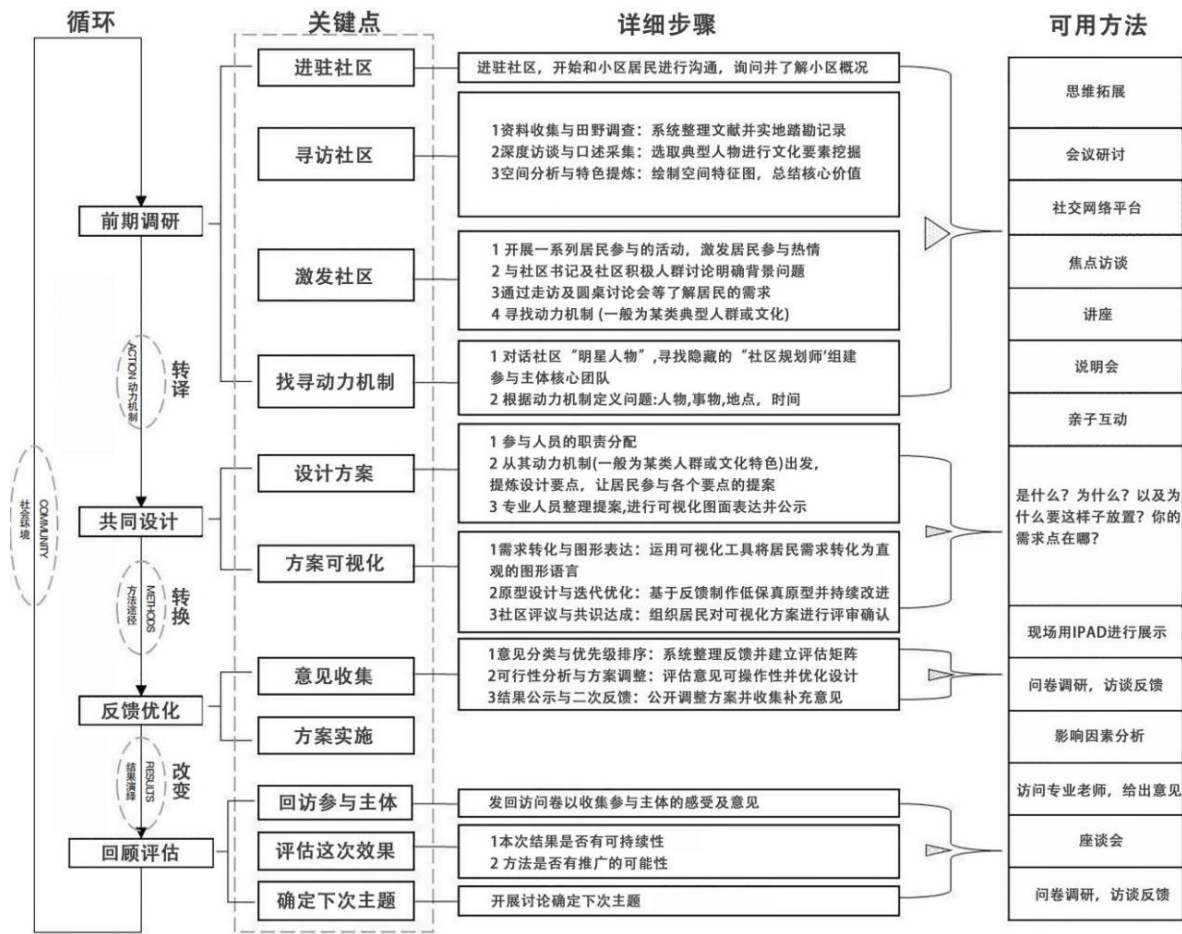 循环
关键点
详细步骤
可用方法
前期调研
ACTION 动力机制
转译
共同设计
COMMUNITY
社会环境
METHODS
方法途径
转换
反馈优化
RESULTS
结果演绎
改变
回顾评估
进驻社区
寻访社区
激发社区
找寻动力机制
设计方案
方案可视化
意见收集
方案实施
回访参与主体
评估这次效果
确定下次主题
进驻社区，开始和小区居民进行沟通，询问并了解小区概况
1资料收集与田野调查：系统整理文献并实地踏勘记录
2深度访谈与口述采集：选取典型人物进行文化要素挖掘
3空间分析与特色提炼：绘制空间特征图，总结核心价值
1 开展一系列居民参与的活动，激发居民参与热情
2 与社区书记及社区积极人群讨论明确背景问题
3通过走访及圆桌讨论会等了解居民的需求
4 寻找动力机制 (一般为某类典型人群或文化)
1 对话社区“明星人物”,寻找隐藏的“社区规划师'组建
参与主体核心团队
2 根据动力机制定义问题:人物,事物,地点，时间
1 参与人员的职责分配
2 从其动力机制(一般为某类人群或文化特色)出发，
提炼设计要点，让居民参与各个要点的提案
3 专业人员整理提案,进行可视化图面表达并公示
1需求转化与图形表达：运用可视化工具将居民需求转化为直
观的图形语言
2原型设计与迭代优化：基于反馈制作低保真原型并持续改进
3社区评议与共识达成：组织居民对可视化方案进行评审确认
1意见分类与优先级排序：系统整理反馈并建立评估矩阵
2可行性分析与方案调整：评估意见可操作性并优化设计
3结果公示与二次反馈：公开调整方案并收集补充意见
发回访问卷以收集参与主体的感受及意见
1本次结果是否有可持续性
2 方法是否有推广的可能性
开展讨论确定下次主题
思维拓展
会议研讨
社交网络平台
焦点访谈
讲座
说明会
亲子互动
是什么？为什么？以及为
什么要这样子放置？你的
需求点在哪？
现场用IPAD进行展示
问卷调研，访谈反馈
影响因素分析
访问专业老师，给出意见
座谈会
问卷调研，访谈反馈